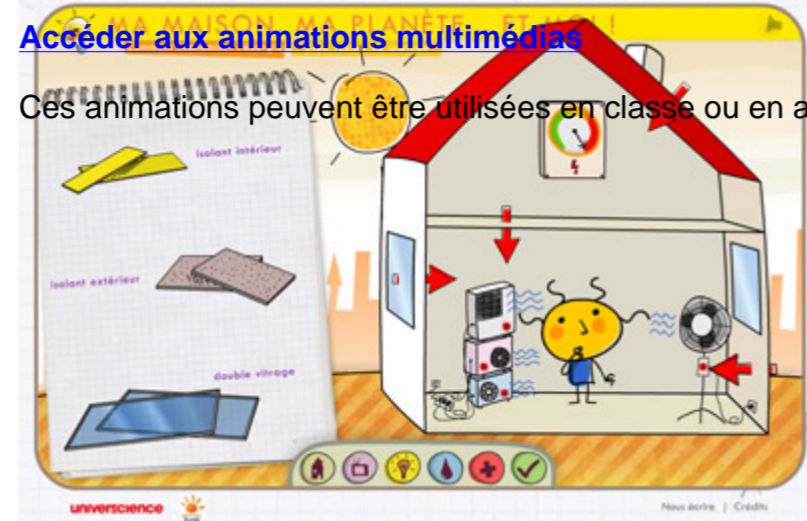 MA MAISON, MA PLANÈTE... ET MOI !
Accéder aux animations multimédias
Ces animations peuvent être utilisées en classe ou en a
isolant intérieur
isolant extérieur
double vitrage
universcience
Nous écrire | Crédits